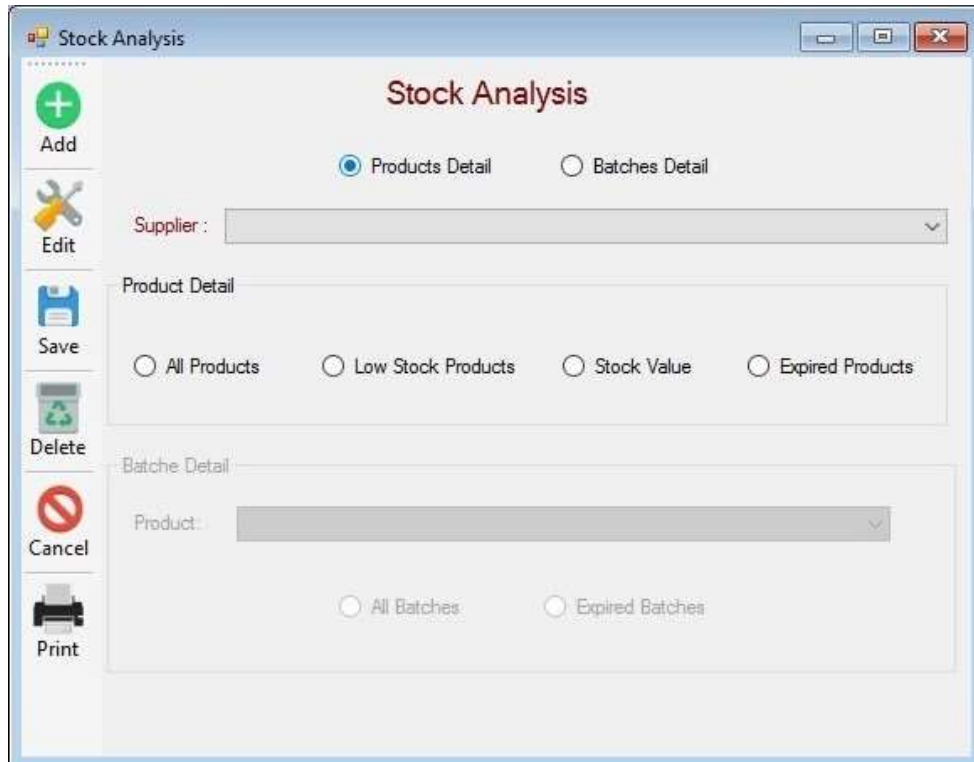 Stock Analysis
Stock Analysis
Add
Products Detail Batches Detail
Edit
Supplier :
Product Detail
Save
All Products Low Stock Products Stock Value Expired Products
Delete
Batche Detail
Product:
Cancel
All Batches Expired Batches
Print